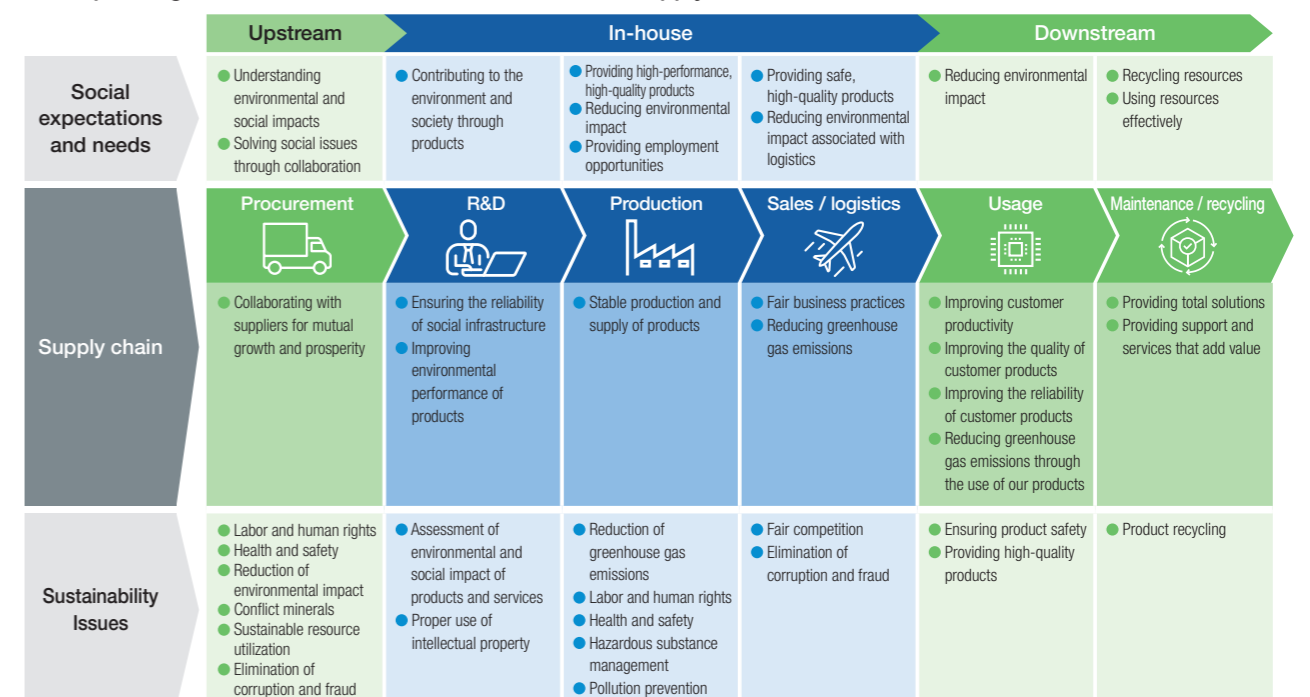 Upstream
In-house
Downstream
Social
expectations
and needs
Understanding
environmental and
social impacts
Solving social issues
through collaboration
Contributing to the
environment and
society through
products
Providing high-performance,
high-quality products
Reducing environmental
impact
Providing employment
opportunities
Providing safe,
high-quality products
Reducing environmental
impact associated with
logistics
Reducing environmental
impact
Recycling resources
Using resources
effectively
Supply chain
Procurement
R&D
Production
Sales / logistics
Usage
Maintenance / recycling
Collaborating with
suppliers for mutual
growth and prosperity
Ensuring the reliability
of social infrastructure
Improving
environmental
performance of
products
Stable production and
supply of products
Fair business practices
Reducing greenhouse
gas emissions
Improving customer
productivity
Improving the quality of
customer products
Improving the reliability
of customer products
Reducing greenhouse
gas emissions through
the use of our products
Providing total solutions
Providing support and
services that add value
Sustainability
Issues
Labor and human rights
Health and safety
Reduction of
environmental impact
Conflict minerals
Sustainable resource
utilization
Elimination of
corruption and fraud
Assessment of
environmental and
social impact of
products and services
Proper use of
intellectual property
Reduction of
greenhouse gas
emissions
Labor and human rights
Health and safety
Hazardous substance
management
Pollution prevention
Fair competition
Elimination of
corruption and fraud
Ensuring product safety
Providing high-quality
products
Product recycling